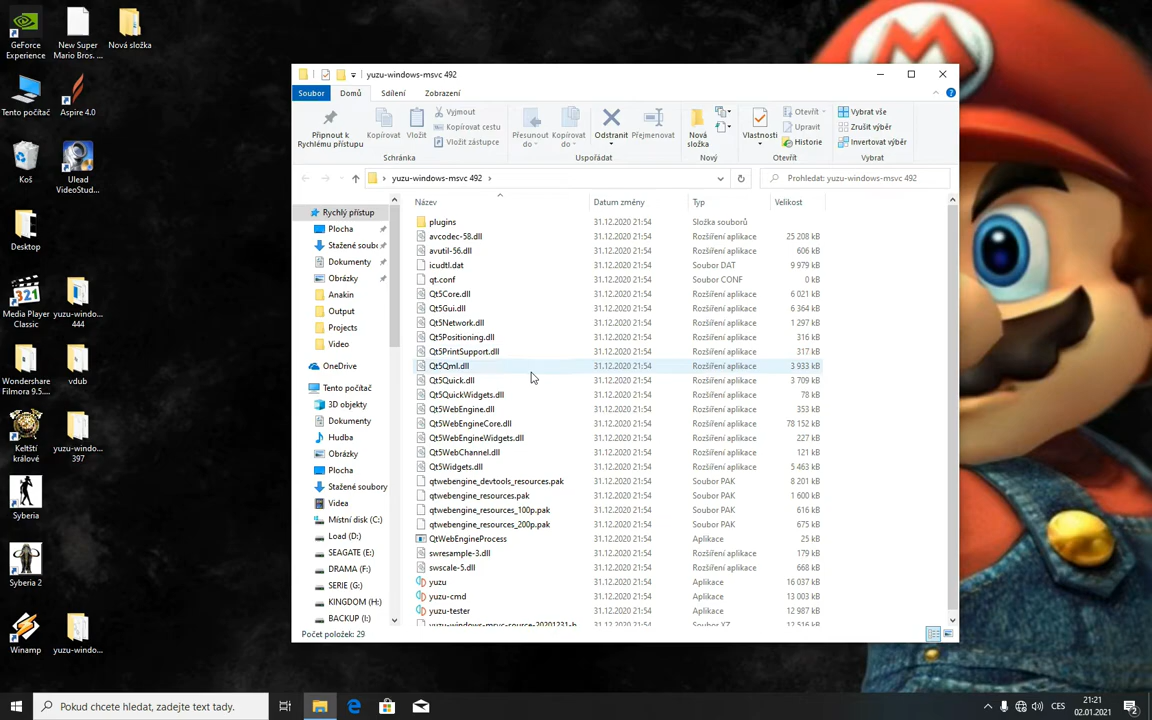 GeForce
Experience
New Super
Mario Bros. ...
Nová složka
Tento počítač
Aspire 4.0
Koš
Ulead
VideoStud...
Desktop
Media Player
Classic
yuzu-windo...
444
Wondershare
Filmora 9.5....
vdub
Keltští
králové
yuzu-windo...
397
Syberia
Syberia 2
Winamp
yuzu-windo...
yuzu-windows-msvc 492
Soubor
Domů
Sdílení
Zobrazení
Připnout k
Rychlému přístupu
Kopírovat
Vložit
Vyjmout
Kopírovat cestu
Vložit zástupce
Schránka
Přesunout
do
Kopírovat
do
Odstranit
Přejmenovat
Uspořádat
Nová
složka
Nový
Vlastnosti
Otevřít
Upravit
Historie
Otevřít
Vybrat vše
Zrušit výběr
Invertovat výběr
Vybrat
yuzu-windows-msvc 492
Prohledat: yuzu-windows-msvc 492
Rychlý přístup
Plocha
Stažené soubo
Dokumenty
Obrázky
Anakin
Output
Projects
Video
OneDrive
Tento počítač
3D objekty
Dokumenty
Hudba
Obrázky
Plocha
Stažené soubory
Videa
Místní disk (C:)
Load (D:)
SEAGATE (E:)
DRAMA (F:)
SERIE (G:)
KINGDOM (H:)
BACKUP (I:)
Název Datum změny Typ Velikost
plugins 31.12.2020 21:54 Složka souborů
avcodec-58.dll 31.12.2020 21:54 Rozšíření aplikace 25 208 kB
avutil-56.dll 31.12.2020 21:54 Rozšíření aplikace 606 kB
icudtl.dat 31.12.2020 21:54 Soubor DAT 9 979 kB
qt.conf 31.12.2020 21:54 Soubor CONF 0 kB
Qt5Core.dll 31.12.2020 21:54 Rozšíření aplikace 6 021 kB
Qt5Gui.dll 31.12.2020 21:54 Rozšíření aplikace 6 364 kB
Qt5Network.dll 31.12.2020 21:54 Rozšíření aplikace 1 297 kB
Qt5Positioning.dll 31.12.2020 21:54 Rozšíření aplikace 316 kB
Qt5PrintSupport.dll 31.12.2020 21:54 Rozšíření aplikace 317 kB
Qt5Qml.dll 31.12.2020 21:54 Rozšíření aplikace 3 933 kB
Qt5Quick.dll 31.12.2020 21:54 Rozšíření aplikace 3 709 kB
Qt5QuickWidgets.dll 31.12.2020 21:54 Rozšíření aplikace 78 kB
Qt5WebEngine.dll 31.12.2020 21:54 Rozšíření aplikace 353 kB
Qt5WebEngineCore.dll 31.12.2020 21:54 Rozšíření aplikace 78 152 kB
Qt5WebEngineWidgets.dll 31.12.2020 21:54 Rozšíření aplikace 227 kB
Qt5WebChannel.dll 31.12.2020 21:54 Rozšíření aplikace 121 kB
Qt5Widgets.dll 31.12.2020 21:54 Rozšíření aplikace 5 463 kB
qtwebengine_devtools_resources.pak 31.12.2020 21:54 Soubor PAK 8 201 kB
qtwebengine_resources.pak 31.12.2020 21:54 Soubor PAK 1 600 kB
qtwebengine_resources_100p.pak 31.12.2020 21:54 Soubor PAK 616 kB
qtwebengine_resources_200p.pak 31.12.2020 21:54 Soubor PAK 675 kB
QtWebEngineProcess 31.12.2020 21:54 Aplikace 25 kB
swresample-3.dll 31.12.2020 21:54 Rozšíření aplikace 179 kB
swscale-5.dll 31.12.2020 21:54 Rozšíření aplikace 668 kB
yuzu 31.12.2020 21:54 Aplikace 16 037 kB
yuzu-cmd 31.12.2020 21:54 Aplikace 13 003 kB
yuzu-tester 31.12.2020 21:54 Aplikace 12 987 kB
yuzu-windows-msvc-source-20201231-b 31.12.2020 21:54 Soubor XZ 12 516 kB
Počet položek: 29
Pokud chcete hledat, zadejte text tady.
CES
21:21
02.01.2021
2